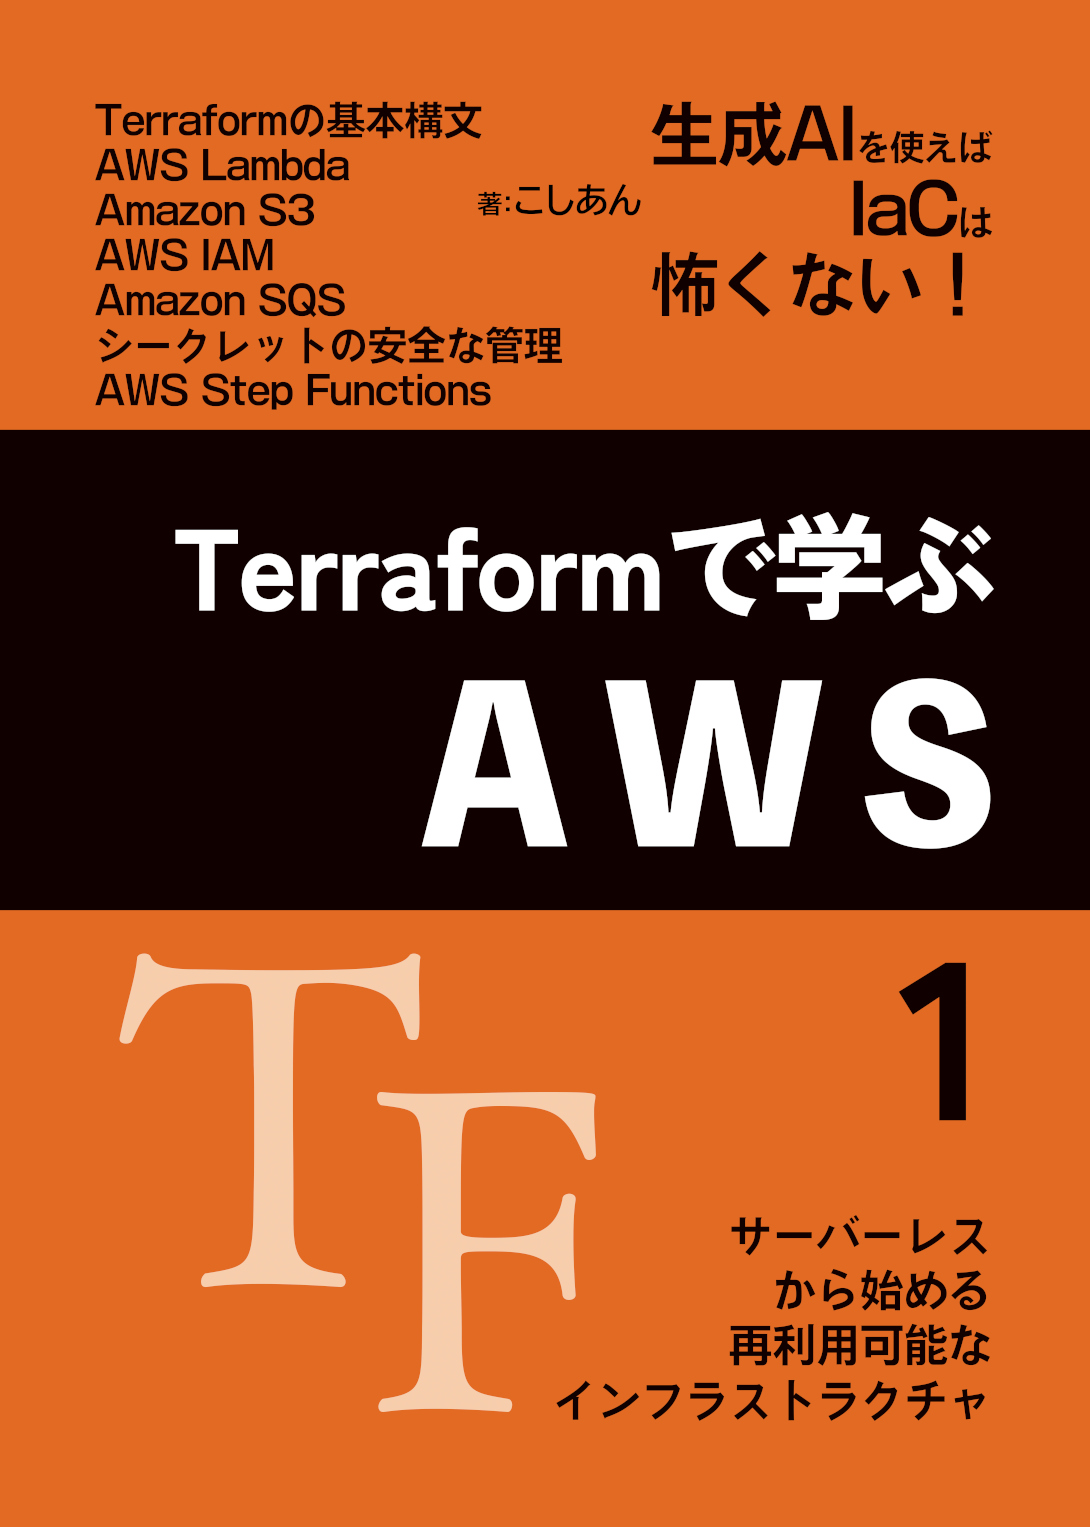 Terraformの基本構文
AWS Lambda
Amazon S3
AWS IAM
Amazon SQS
シークレットの安全な管理
AWS Step Functions
著:こしあん
生成AIを使えば
IaCは
怖くない！
Terraformで学ぶ
AWS
TF
1
サーバーレス
から始める
再利用可能な
インフラストラクチャ